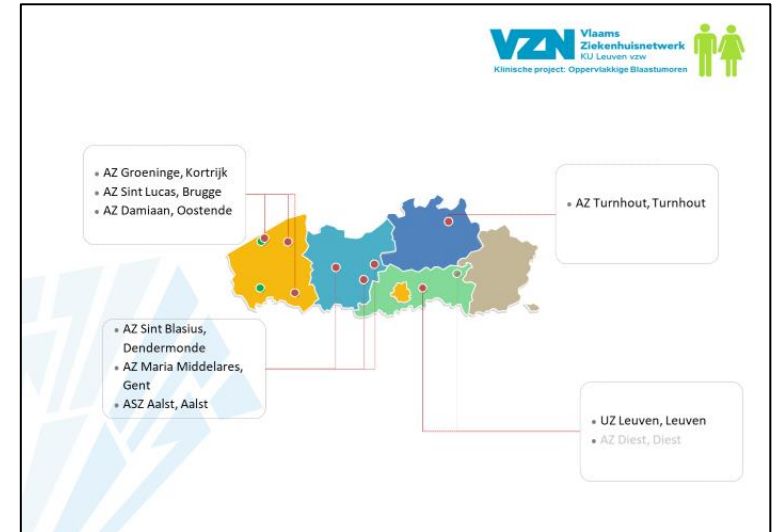 VZN
Vlaams
Ziekenhuisnetwerk
KU Leuven vzw
Klinische project: Oppervlakkige Blaastumoren
• AZ Groeninge, Kortrijk
• AZ Sint Lucas, Brugge
• AZ Damiaan, Oostende
• AZ Turnhout, Turnhout
• AZ Sint Blasius,
Dendermonde
• AZ Maria Middelares,
Gent
• ASZ Aalst, Aalst
• UZ Leuven, Leuven
• AZ Diest, Diest